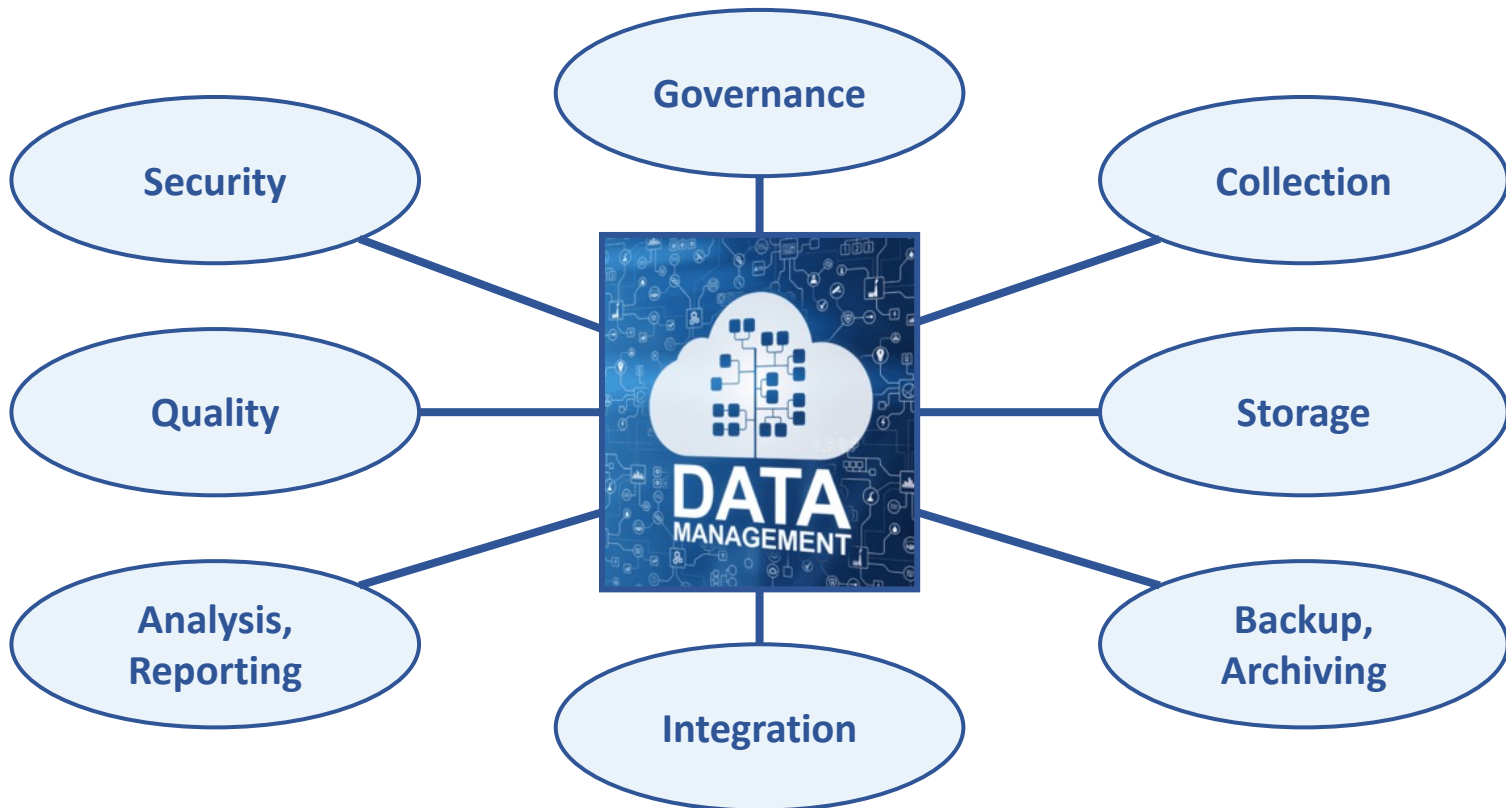 Governance
Security
Collection
Quality
Storage
DATA
MANAGEMENT
Analysis,
Reporting
Backup,
Archiving
Integration